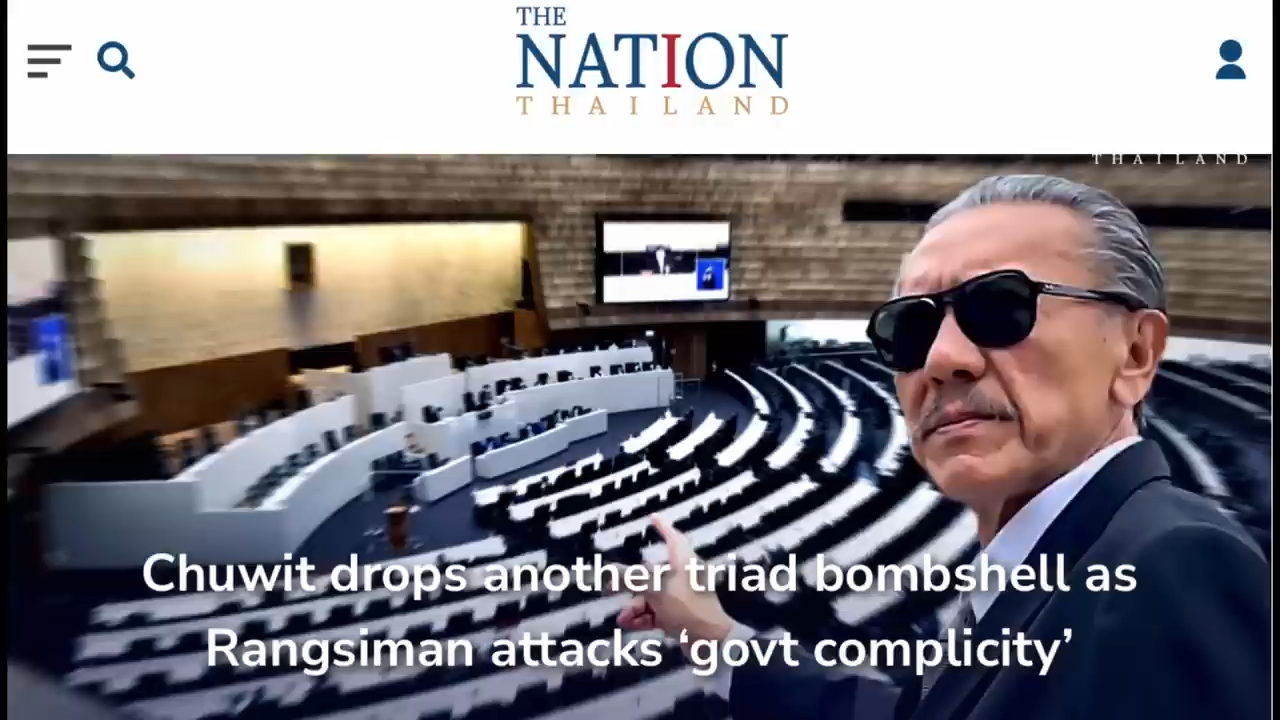 THE
NATION
THAILAND
THAILAND
Chuwit drops another triad bombshell as
Rangsiman attacks ‘govt complicity’